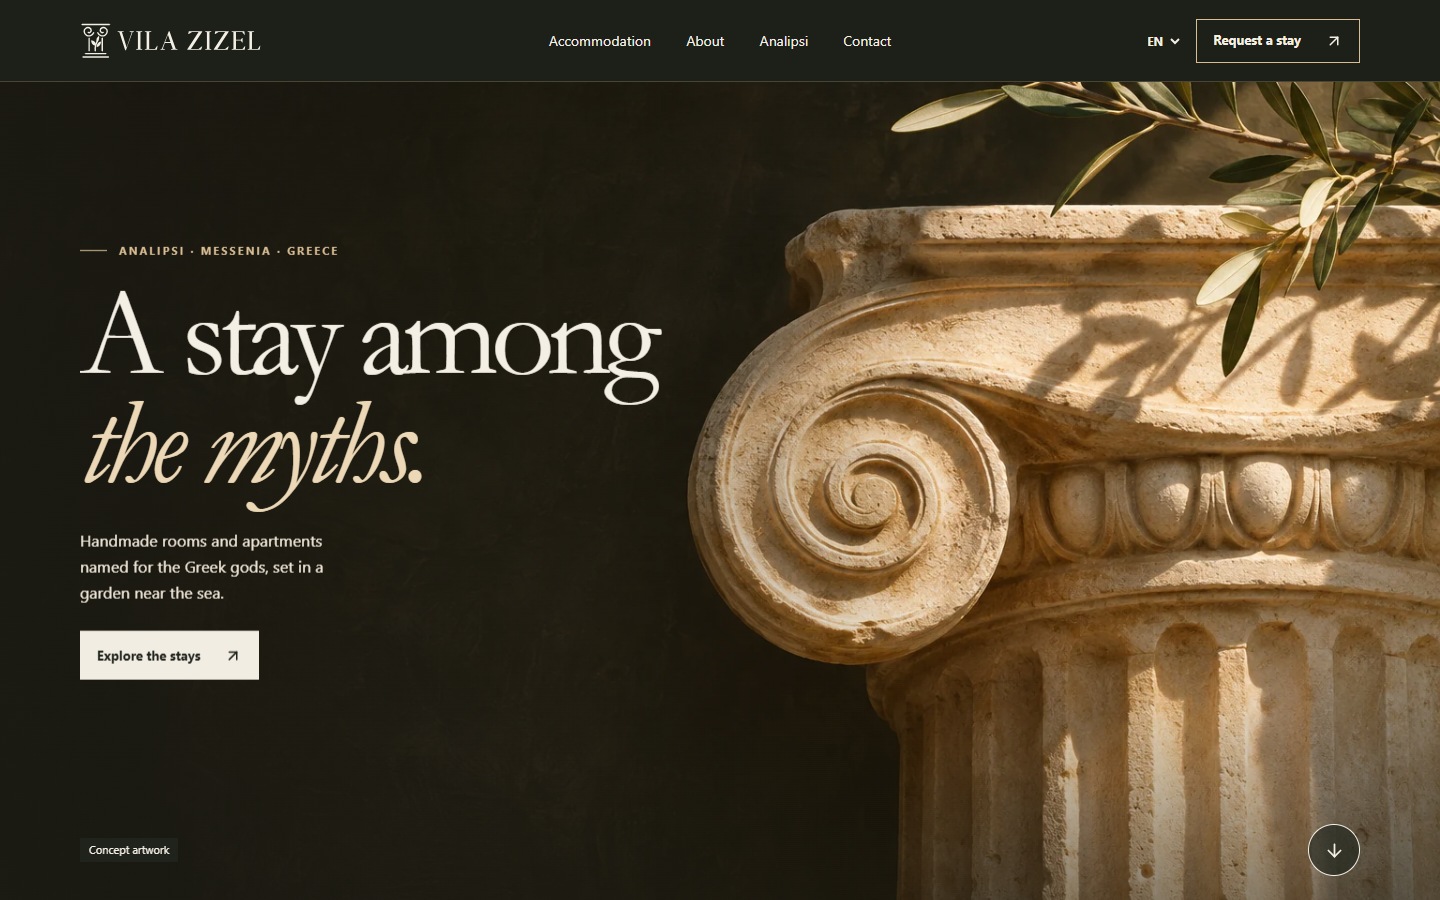 VILA ZIZEL
Accommodation
About
Analipsi
Contact
EN
Request a stay
ANALIPSI · MESSENIA · GREECE
A stay among
the myths.
Handmade rooms and apartments
named for the Greek gods, set in a
garden near the sea.
Explore the stays
Concept artwork